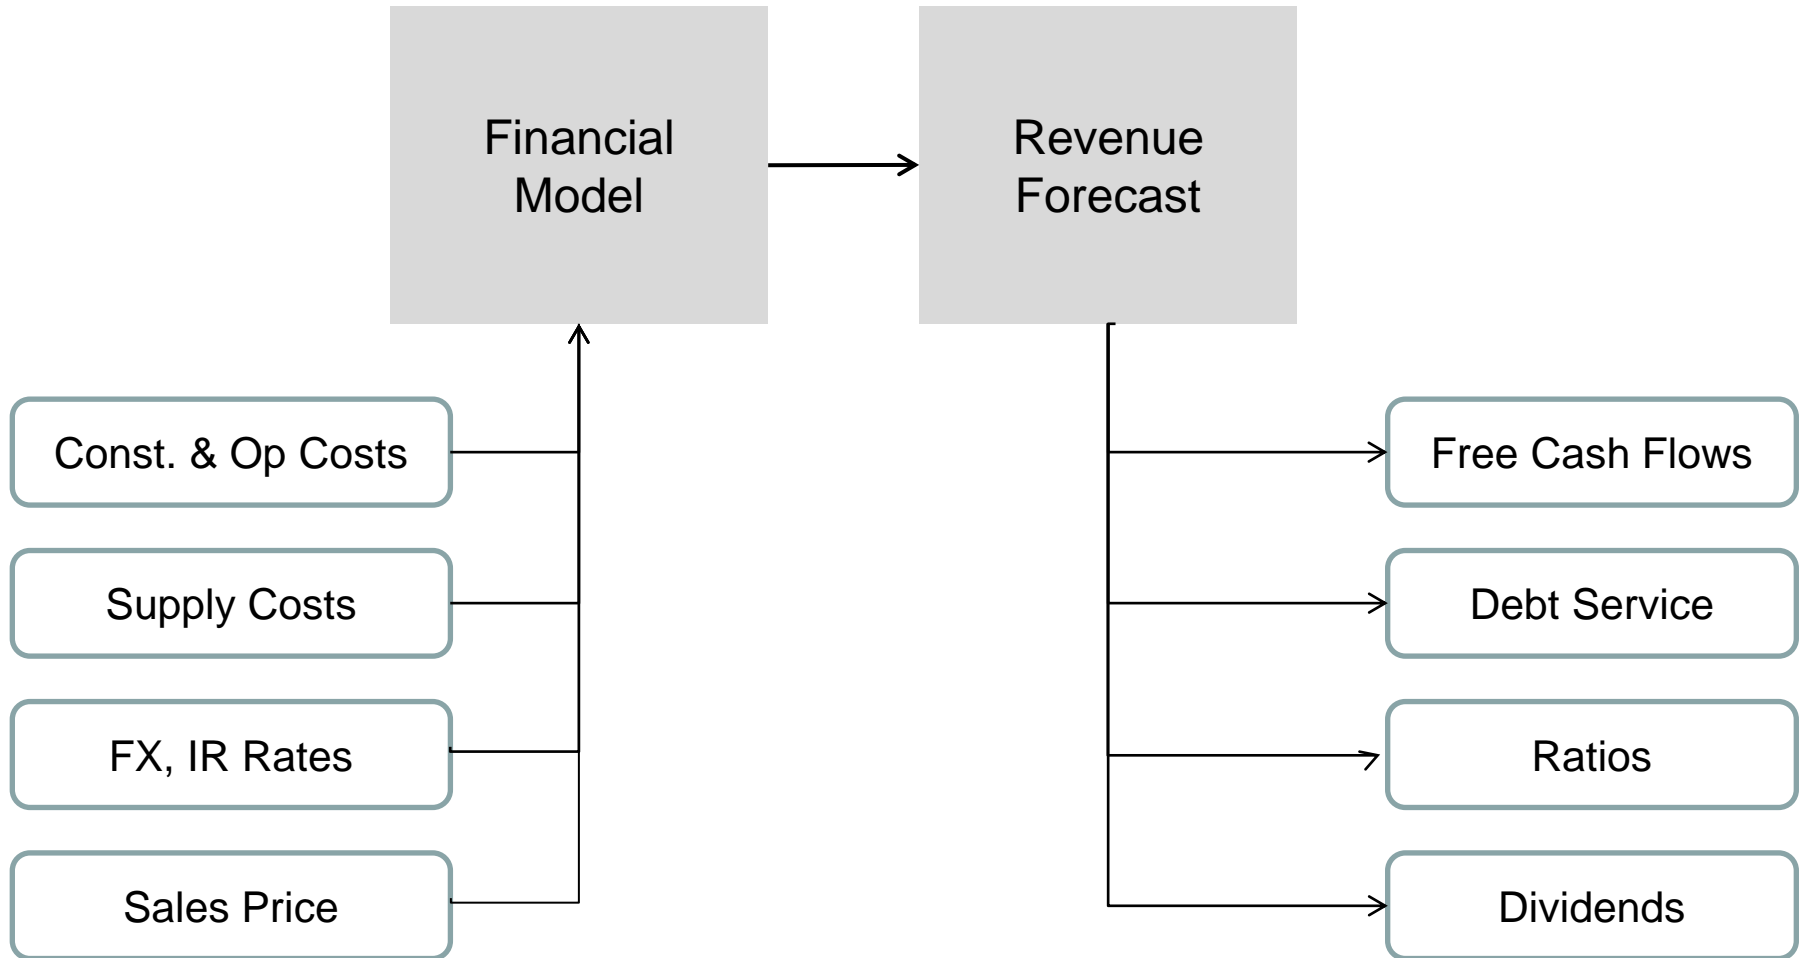 Financial
Model
Revenue
Forecast
Const. & Op Costs
Supply Costs
FX, IR Rates
Sales Price
Free Cash Flows
Debt Service
Ratios
Dividends